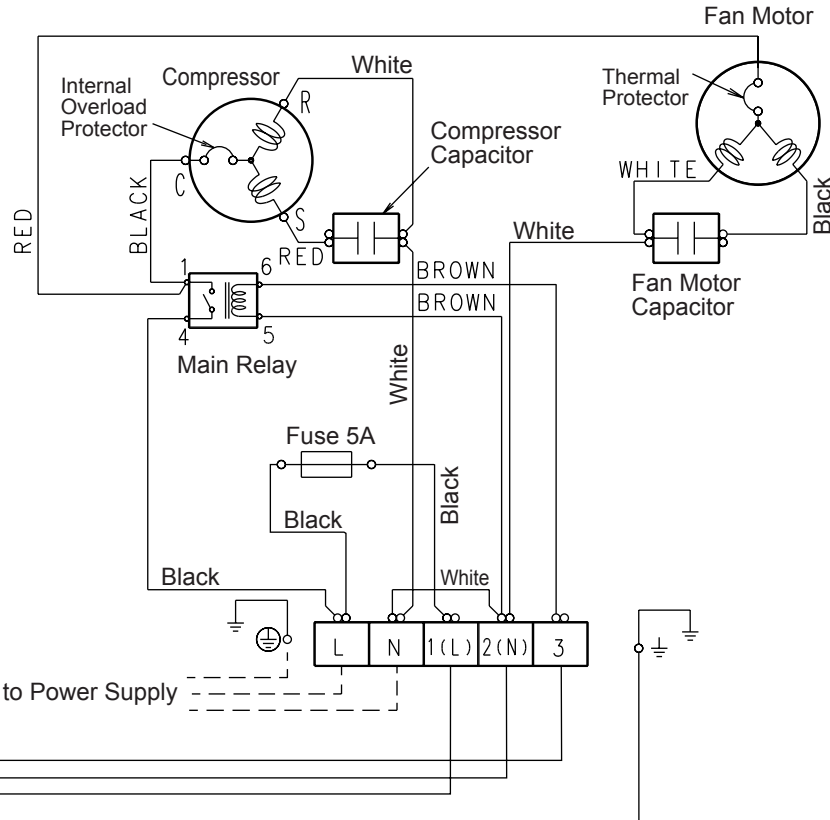 Fan Motor
White
Internal
Overload
Protector
Compressor
Thermal
Protector
R
Compressor
Capacitor
C
BLACK
RED
S
RED
WHITE
Black
White
1
6
BROWN
BROWN
Fan Motor
Capacitor
4
5
Main Relay
White
Fuse 5A
Black
Black
Black
White
L
N
1(L)
2(N)
3
to Power Supply